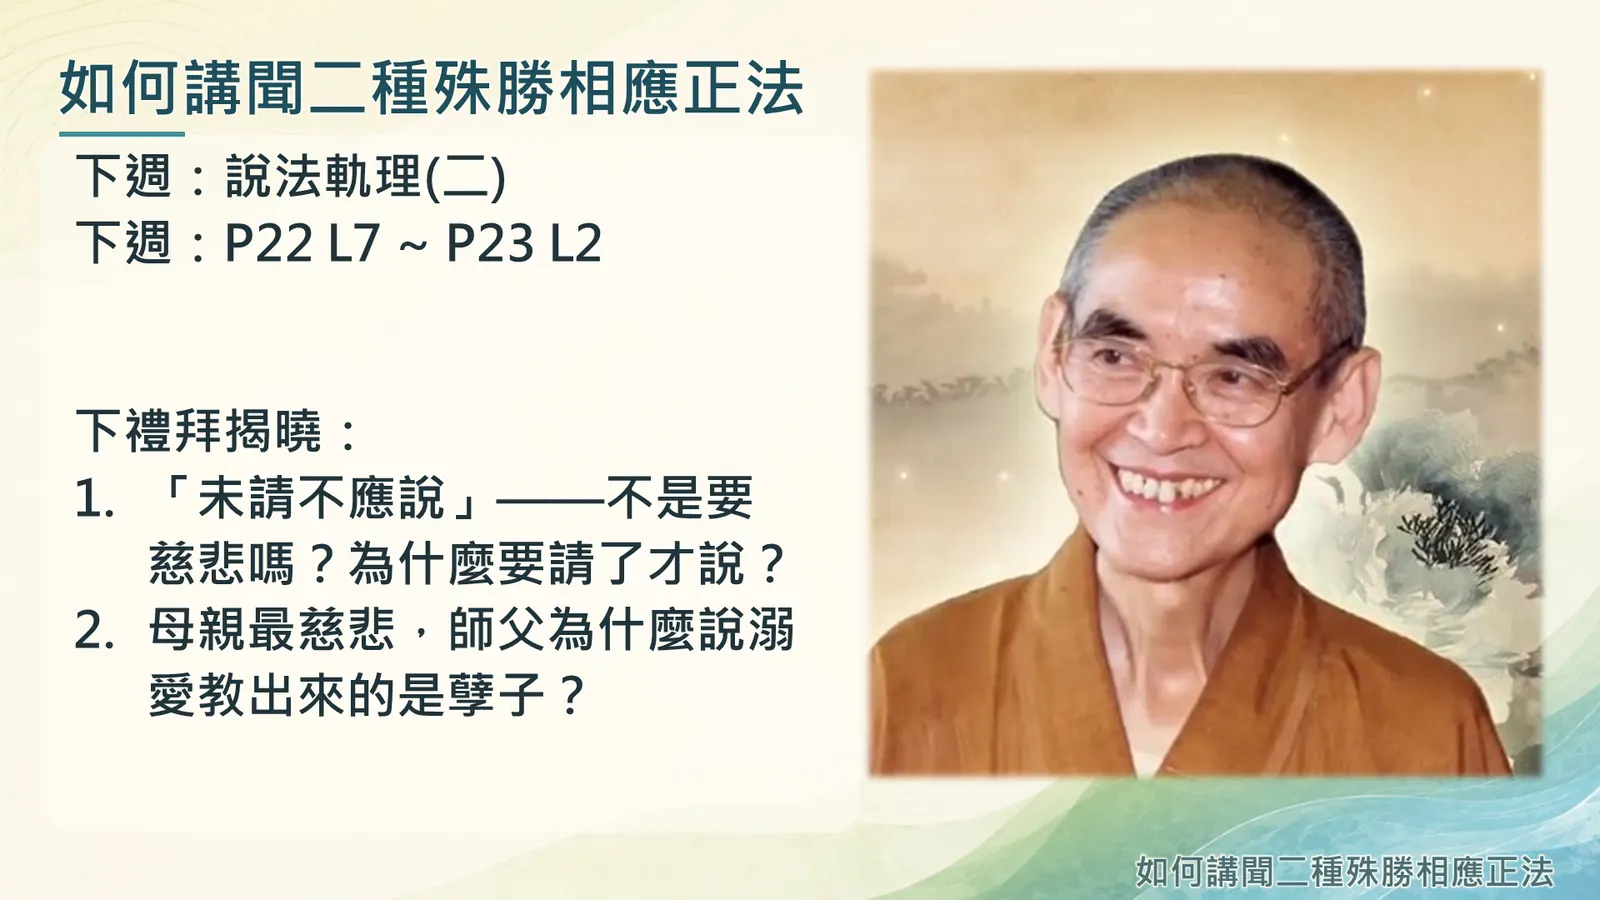 如何講聞二種殊勝相應正法
下週：說法軌理(二)
下週：P22 L7 ~ P23 L2
下禮拜揭曉：
1. 「未請不應說」——不是要
慈悲嗎？為什麼要請了才說？
2. 母親最慈悲，師父為什麼說溺
愛教出來的是孽子？
如何講聞二種殊勝相應正法